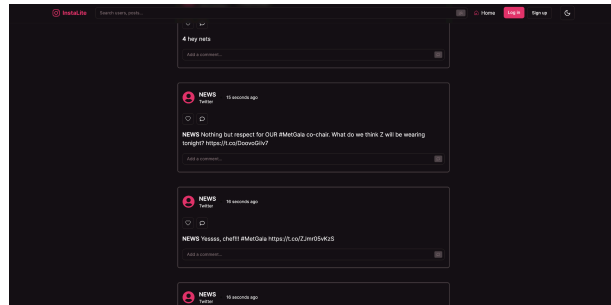 InstaLite
Search users, posts...
Home
Log in
Sign up
4 hey nets
Add a comment...
NEWS
15 seconds ago
Twitter
NEWS Nothing but respect for OUR #MetGala co-chair. What do we think Z will be wearing
tonight? https://t.co/DoovoGIlv7
Add a comment...
NEWS
16 seconds ago
Twitter
NEWS Yessss, cheft!! #MetGala https://t.co/ZJmr05vKzS
Add a comment...
NEWS
16 seconds ago
Twitter